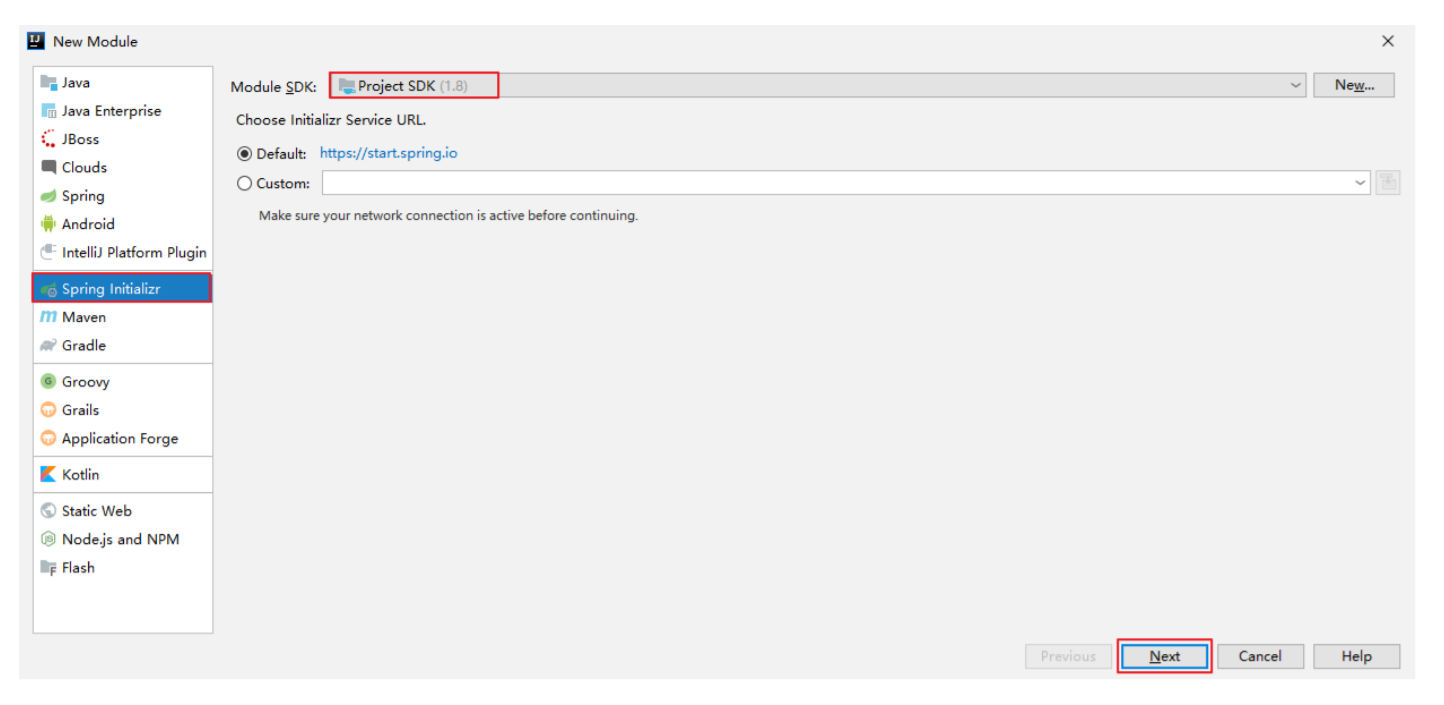 New Module
Java
Java Enterprise
JBoss
Clouds
Spring
Android
IntelliJ Platform Plugin
Spring Initializr
Maven
Gradle
Groovy
Grails
Application Forge
Kotlin
Static Web
Node.js and NPM
Flash
Module SDK: Project SDK (1.8) New...
Choose Initializr Service URL.
Default: https://start.spring.io
Custom:
Make sure your network connection is active before continuing.
Previous Next Cancel Help